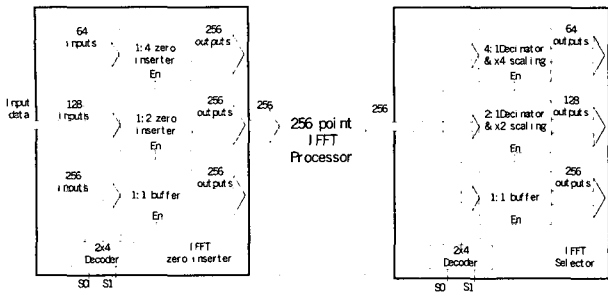 64
inputs
256
outputs
1:4 zero
inserter
En
Input
data
128
inputs
256
outputs
1:2 zero
inserter
En
256
inputs
256
outputs
1:1 buffer
En
2x4
Decoder
IFFT
zero inserter
S0 S1
256
256 point
IFFT
Processor
256
64
outputs
4:1Decinator
& x4 scaling
En
128
outputs
2:1Decinator
& x2 scaling
En
256
outputs
1:1 buffer
En
2x4
Decoder
IFFT
Selector
S0 S1